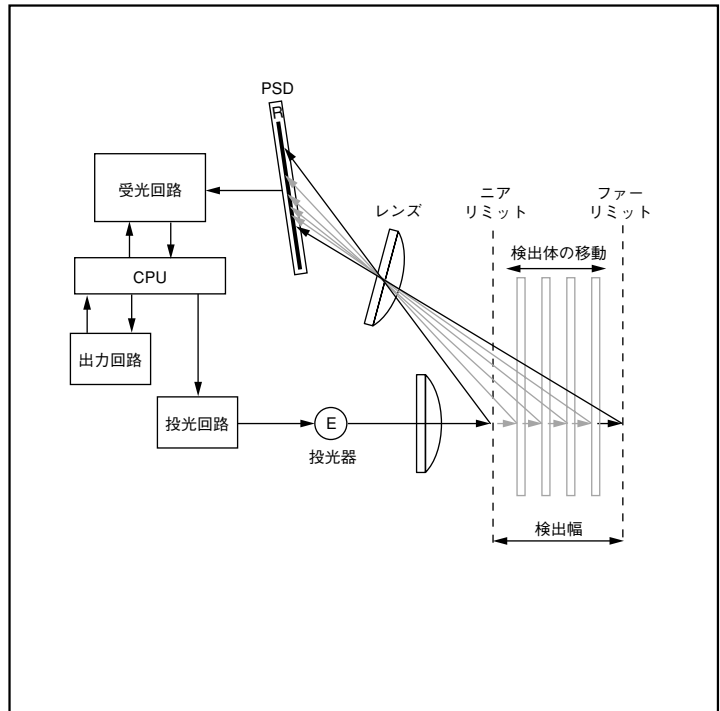 PSD
R
受光回路
レンズ
ニア
リミット
ファー
リミット
検出体の移動
CPU
出力回路
投光回路
E
投光器
検出幅